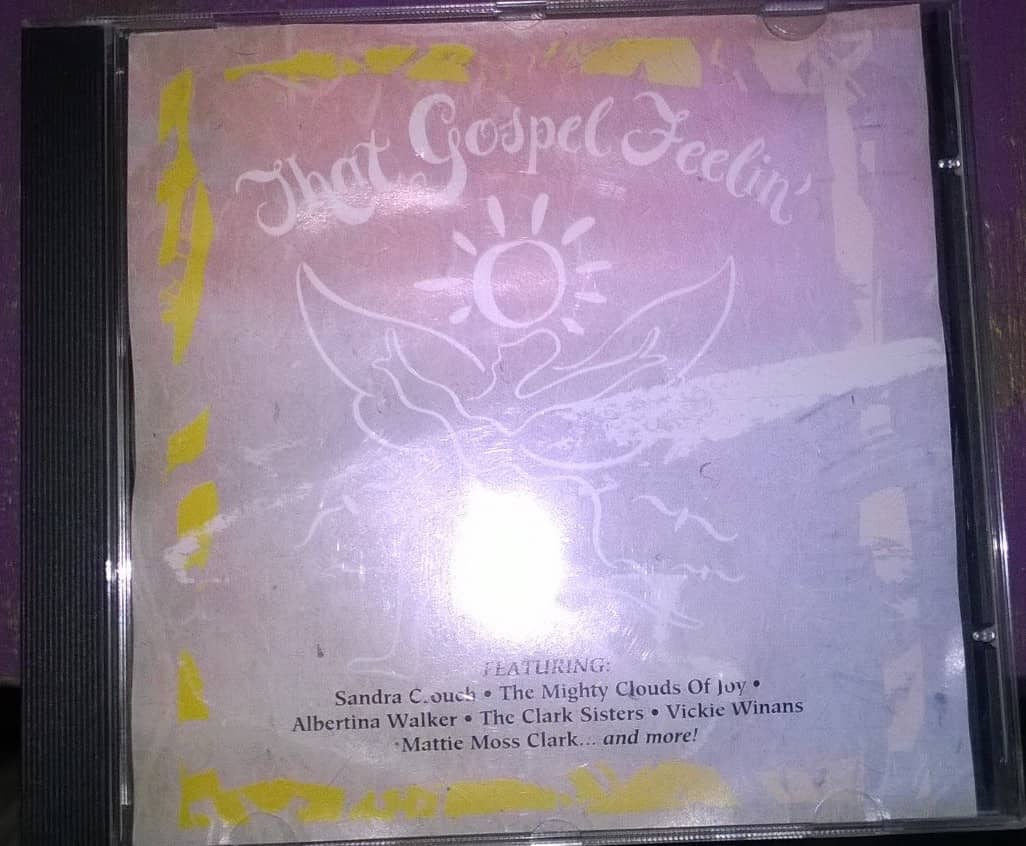 That Gospel Feelin'
FEATURING:
Sandra Crouch • The Mighty Clouds Of Joy •
Albertina Walker • The Clark Sisters • Vickie Winans
Mattie Moss Clark... and more!